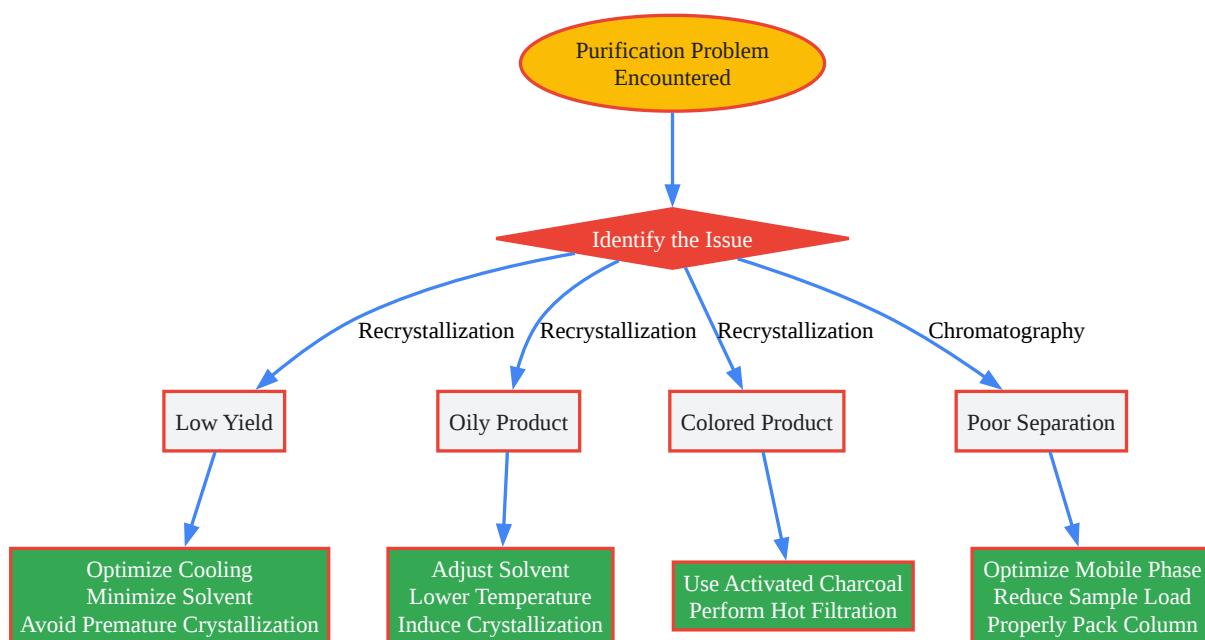 Purification Problem
Encountered
Identify the Issue
Recrystallization
Recrystallization
Recrystallization
Chromatography
Low Yield
Oily Product
Colored Product
Poor Separation
Optimize Cooling
Minimize Solvent
Avoid Premature Crystallization
Adjust Solvent
Lower Temperature
Induce Crystallization
Use Activated Charcoal
Perform Hot Filtration
Optimize Mobile Phase
Reduce Sample Load
Properly Pack Column